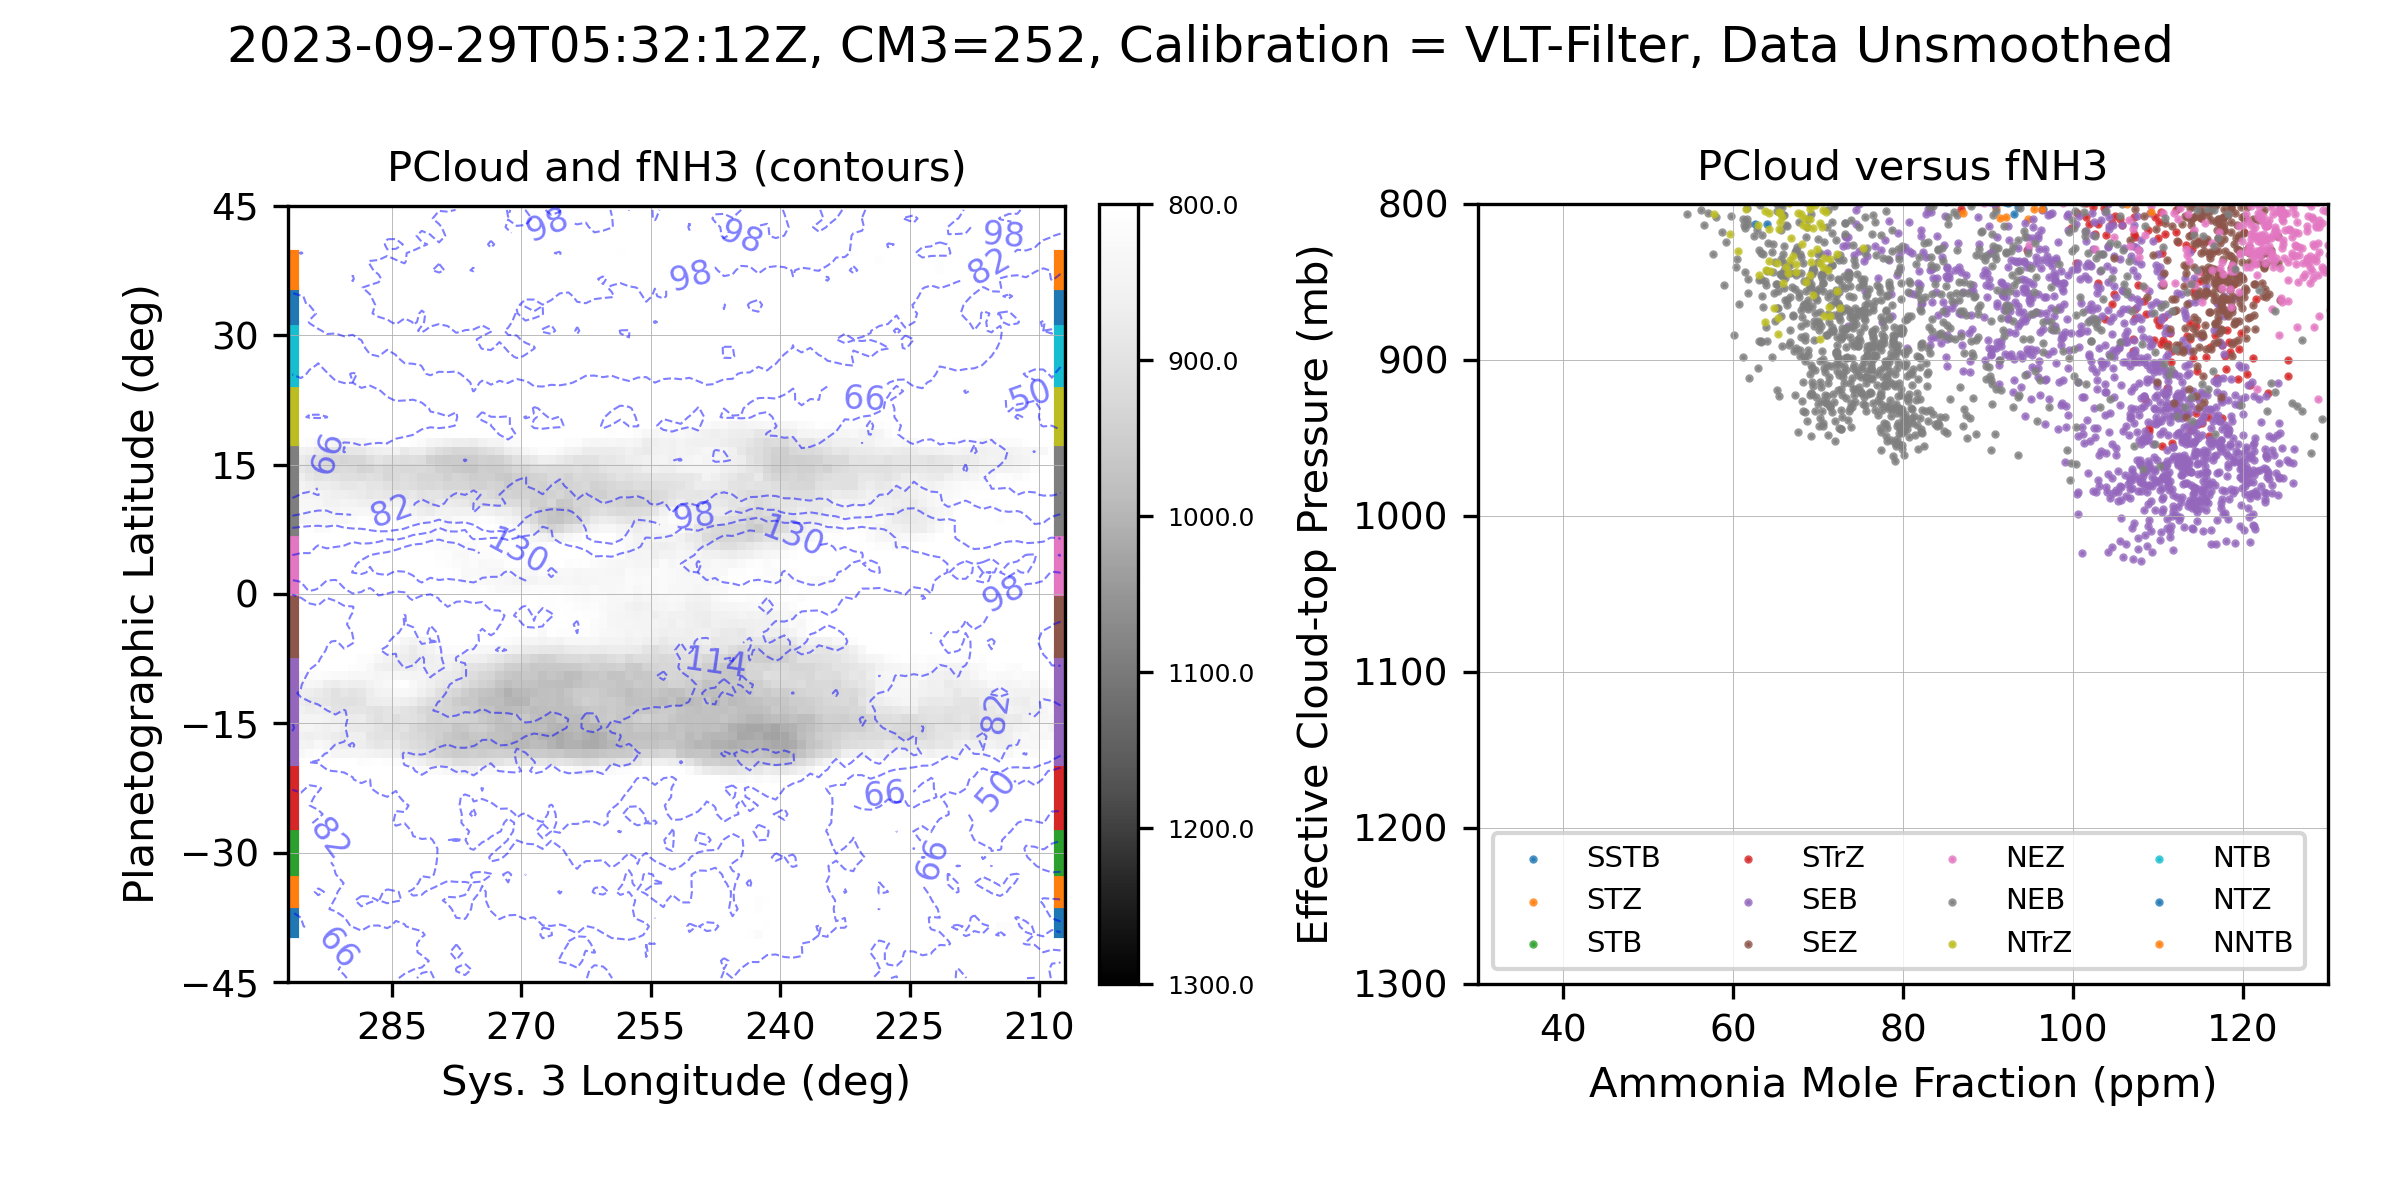 2023-09-29T05:32:12Z, CM3=252, Calibration = VLT-Filter, Data Unsmoothed
PCloud and fNH3 (contours)
45
30
15
0
−15
−30
−45
Planetographic Latitude (deg)
98
98
98
82
98
66
50
66
82
98
130
130
98
114
82
66
50
82
66
66
285
270
255
240
225
210
Sys. 3 Longitude (deg)
800.0
900.0
1000.0
1100.0
1200.0
1300.0
PCloud versus fNH3
800
900
1000
1100
1200
1300
Effective Cloud-top Pressure (mb)
SSTB
STZ
STB
STrZ
SEB
SEZ
NEZ
NEB
NTrZ
NTB
NTZ
NNTB
40
60
80
100
120
Ammonia Mole Fraction (ppm)